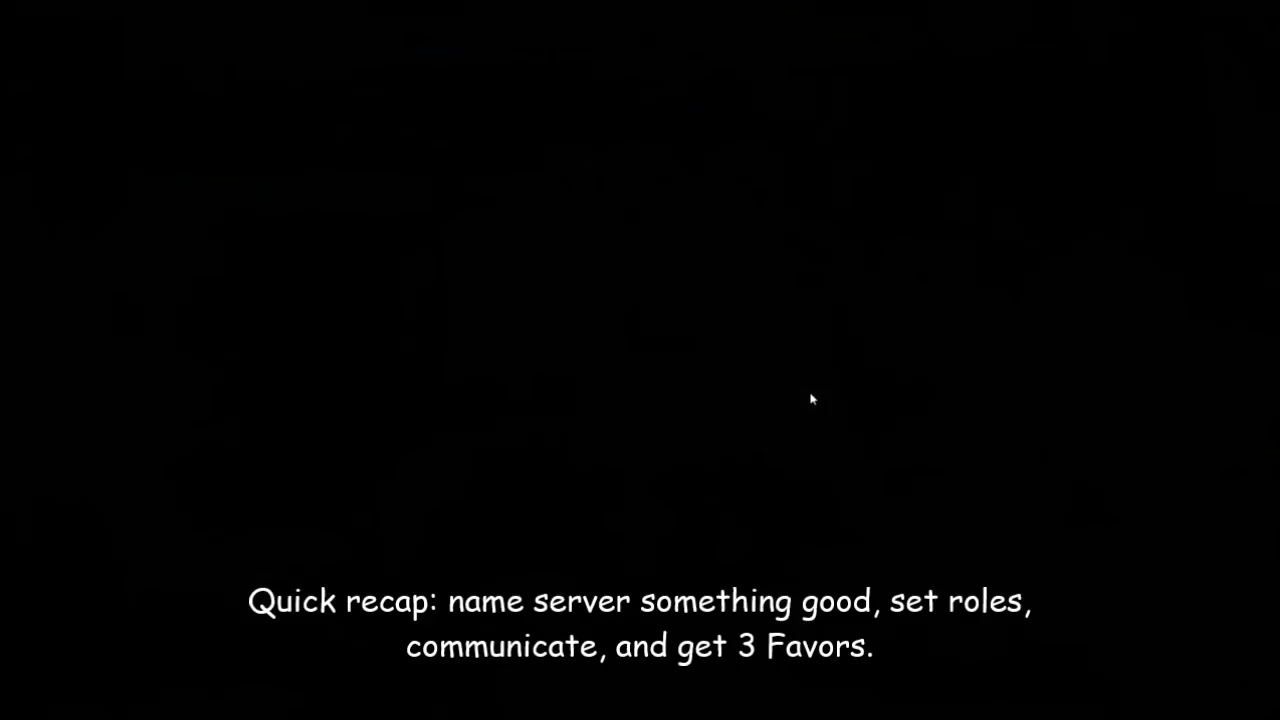 Quick recap: name server something good, set roles,
communicate, and get 3 Favors.